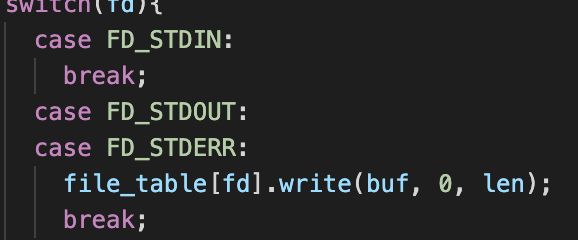 switch(fd){
case FD_STDIN:
break;
case FD_STDOUT:
case FD_STDERR:
file_table[fd].write(buf, 0, len);
break;